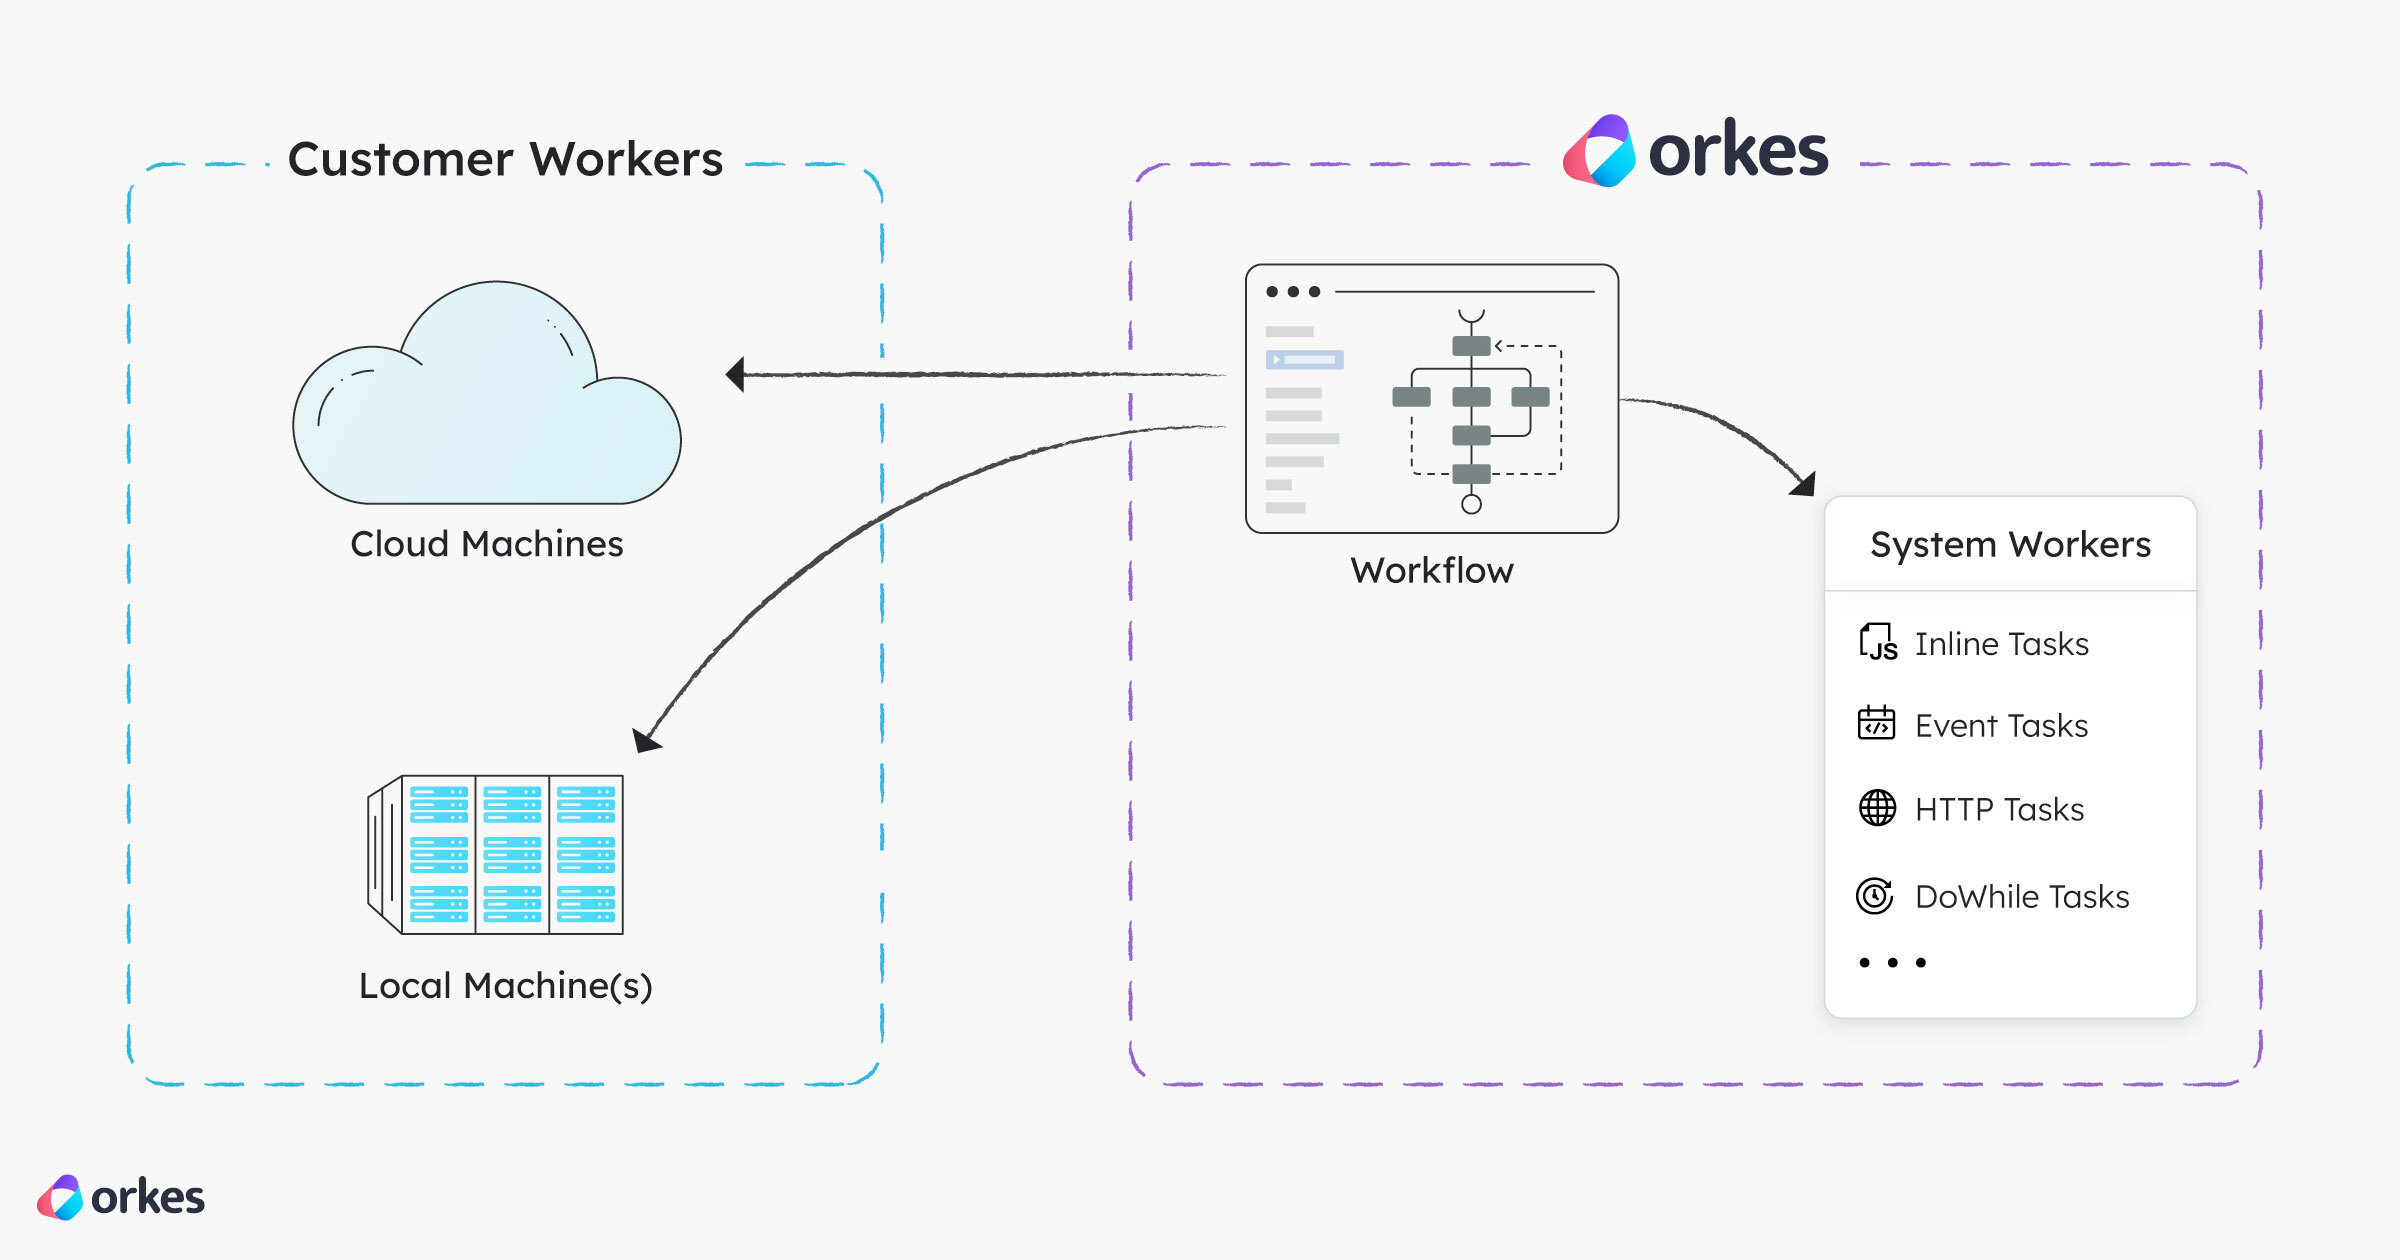 Customer Workers
orkes
Cloud Machines
Local Machine(s)
Workflow
System Workers
JS Inline Tasks
</> Event Tasks
HTTP Tasks
DoWhile Tasks
• • •
orkes